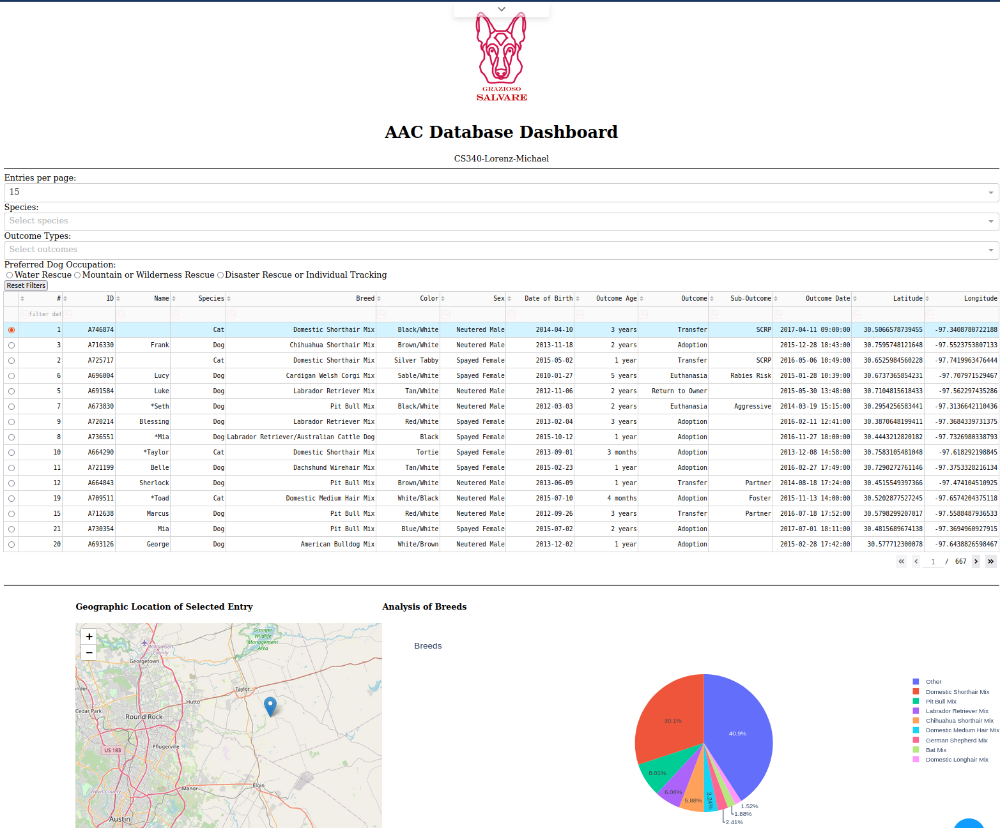 GRAZIOSO
SALVARE
AAC Database Dashboard
CS340-Lorenz-Michael
Entries per page:
15
Species:
Select species
Outcome Types:
Select outcomes
Preferred Dog Occupation:
Water Rescue Mountain or Wilderness Rescue Disaster Rescue or Individual Tracking
Reset Filters
# ID Name Species Breed Color Sex Date of Birth Outcome Age Outcome Sub-Outcome Outcome Date Latitude Longitude
filter dat
1 A746874 Cat Domestic Shorthair Mix Black/White Neutered Male 2014-04-10 3 years Transfer SCRP 2017-04-11 09:00:00 30.5066578739455 -97.3408780722188
3 A716330 Frank Dog Chihuahua Shorthair Mix Brown/White Neutered Male 2013-11-18 2 years Adoption 2015-12-28 18:43:00 30.7595748121648 -97.5523753807133
2 A725717 Cat Domestic Shorthair Mix Silver Tabby Spayed Female 2015-05-02 1 year Transfer SCRP 2016-05-06 10:49:00 30.6525984560228 -97.7419963476444
6 A696004 Lucy Dog Cardigan Welsh Corgi Mix Sable/White Spayed Female 2010-01-27 5 years Euthanasia Rabies Risk 2015-01-28 10:39:00 30.6737365854231 -97.707971529467
5 A691584 Luke Dog Labrador Retriever Mix Tan/White Neutered Male 2012-11-06 2 years Return to Owner 2015-05-30 13:48:00 30.7104815618433 -97.562297435286
7 A673830 *Seth Dog Pit Bull Mix Black/White Neutered Male 2012-03-03 2 years Euthanasia Aggressive 2014-03-19 15:15:00 30.2954256583441 -97.3136642110436
9 A720214 Blessing Dog Labrador Retriever Mix Red/White Spayed Female 2013-02-04 3 years Adoption 2016-02-11 12:41:00 30.3870648199411 -97.3684339731375
8 A736551 *Mia Dog Labrador Retriever/Australian Cattle Dog Black Spayed Female 2015-10-12 1 year Adoption 2016-11-27 18:00:00 30.4443212820182 -97.7326980338793
10 A664290 *Taylor Cat Domestic Shorthair Mix Tortie Spayed Female 2013-09-01 3 months Adoption 2013-12-08 14:58:00 30.7583105481048 -97.618292198845
11 A721199 Belle Dog Dachshund Wirehair Mix Tan/White Spayed Female 2015-02-23 1 year Adoption 2016-02-27 17:49:00 30.7290272761146 -97.3753328216134
12 A664843 Sherlock Dog Pit Bull Mix Brown/White Neutered Male 2013-06-09 1 year Transfer Partner 2014-08-18 17:24:00 30.4515549397366 -97.474104510925
19 A709511 *Toad Cat Domestic Medium Hair Mix White/Black Neutered Male 2015-07-10 4 months Adoption Foster 2015-11-13 14:00:00 30.5202877527245 -97.6574204375118
15 A712638 Marcus Dog Pit Bull Mix Red/White Neutered Male 2012-09-26 3 years Transfer Partner 2016-07-18 17:52:00 30.5798299207017 -97.5588487936533
21 A730354 Mia Dog Pit Bull Mix Blue/White Spayed Female 2015-07-02 2 years Adoption 2017-07-01 18:11:00 30.4815689674138 -97.3694960927915
20 A693126 George Dog American Bulldog Mix White/Brown Neutered Male 2013-12-02 1 year Adoption 2015-02-28 17:42:00 30.577712300078 -97.6438826598467
1 / 667
Geographic Location of Selected Entry
+
−
Granger
Wildlife
Management
Area
Williamson
County
Georgetown
ander
Taylor
Hutto
Cedar Park
Round Rock
US 183
Pflugerville
Elgin
Manor
Travis County
Austin
Analysis of Breeds
Breeds
30.1%
40.9%
8.01%
6.08%
5.88%
3.24%
1.52%
1.88%
2.41%
Other
Domestic Shorthair Mix
Pit Bull Mix
Labrador Retriever Mix
Chihuahua Shorthair Mix
Domestic Medium Hair Mix
German Shepherd Mix
Bat Mix
Domestic Longhair Mix